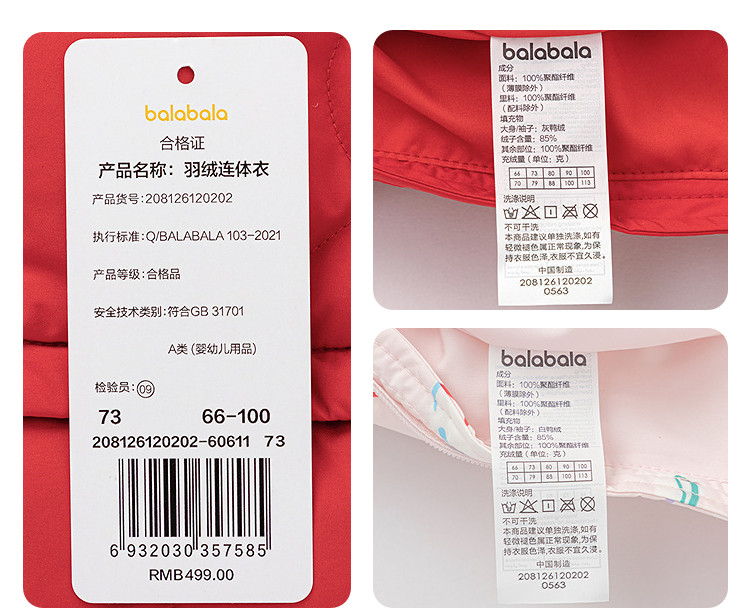 balabala
合格证
产品名称：羽绒连体衣
产品货号：208126120202
执行标准：Q/BALABALA 103-2021
产品等级：合格品
安全技术类别：符合GB 31701
A类 (婴幼儿用品)
检验员：09
73 66-100
208126120202-60611 73
6 932030 357585
RMB499.00
balabala
成分
面料：100%聚酯纤维
（薄膜除外）
里料：100%聚酯纤维
（配料除外）
填充物
大身/袖子：灰鸭绒
绒子含量：85%
其余部位：100%聚酯纤维
充绒量（单位：克）
66 73 80 90 100
70 79 88 100 113
洗涤说明
不可干洗
本商品建议单独洗涤,如有
轻微褪色属正常现象,为保
持衣服色泽,衣服不宜久浸。
中国制造
208126120202
0563
balabala
成分
面料：100%聚酯纤维
（薄膜除外）
里料：100%聚酯纤维
（配料除外）
填充物
大身/袖子：白鸭绒
绒子含量：85%
其余部位：100%聚酯纤维
充绒量（单位：克）
66 73 80 90 100
70 79 88 100 113
洗涤说明
不可干洗
本商品建议单独洗涤,如有
轻微褪色属正常现象,为保
持衣服色泽,衣服不宜久浸。
中国制造
208126120202
0563